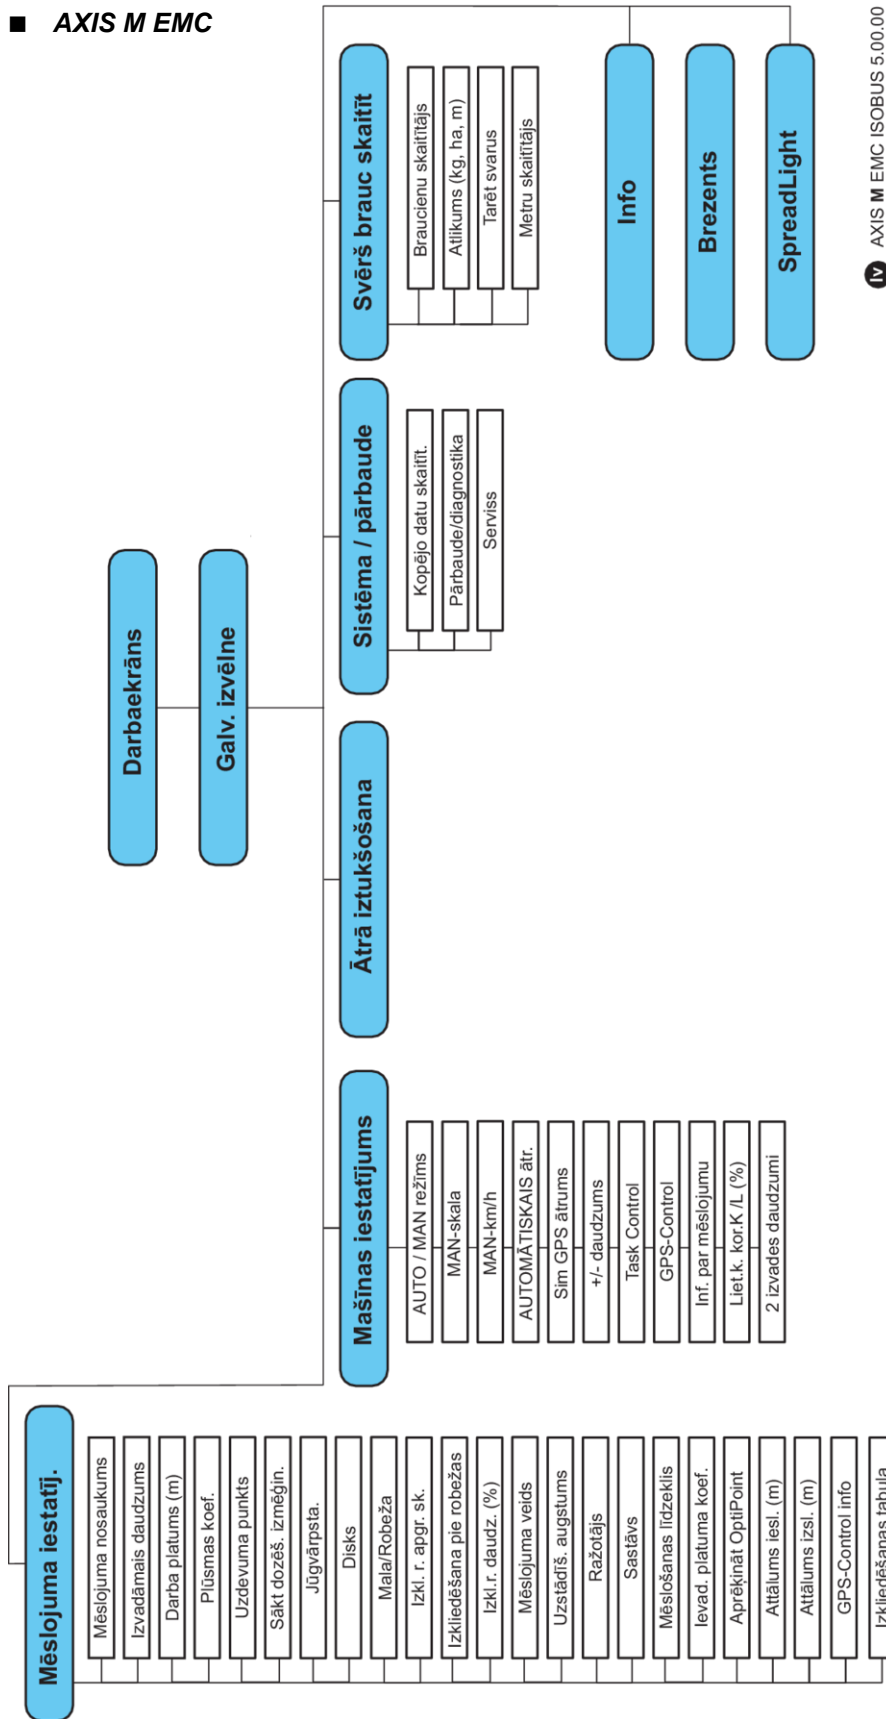 ■ AXIS M EMC
Darbaekrāns
Galv. izvēlne
Mēslojuma iestatīj.
Mēslojuma nosaukums
Izvadāmais daudzums
Darba platums (m)
Plūsmas koef.
Uzdevuma punkts
Sākt dozēš. izmēģin.
Jūgvārpsta.
Disks
Mala/Robeža
Izkl. r. apgr. sk.
Izkliedēšana pie robežas
Izkl.r. daudz. (%)
Mēslojuma veids
Uzstādīš. augstums
Ražotājs
Sastāvs
Mēslošanas līdzeklis
Ievad. platuma koef.
Aprēķināt OptiPoint
Attālums iesl. (m)
Attālums izsl. (m)
GPS-Control info
Izkliedēšanas tabula
Mašīnas iestatījums
AUTO / MAN režīms
MAN-skala
MAN-km/h
AUTOMĀTISKAIS ātr.
Sim GPS ātrums
+/- daudzums
Task Control
GPS-Control
Inf. par mēslojumu
Liet.k. kor.K /L (%)
2 izvades daudzumi
Ātrā iztukšošana
Sistēma / pārbaude
Kopējo datu skaitīt.
Pārbaude/diagnostika
Serviss
Svērš brauc skaitīt
Braucienu skaitītājs
Atlikums (kg, ha, m)
Tarēt svarus
Metru skaitītājs
Info
Brezents
SpreadLight
lv AXIS M EMC ISOBUS 5.00.00